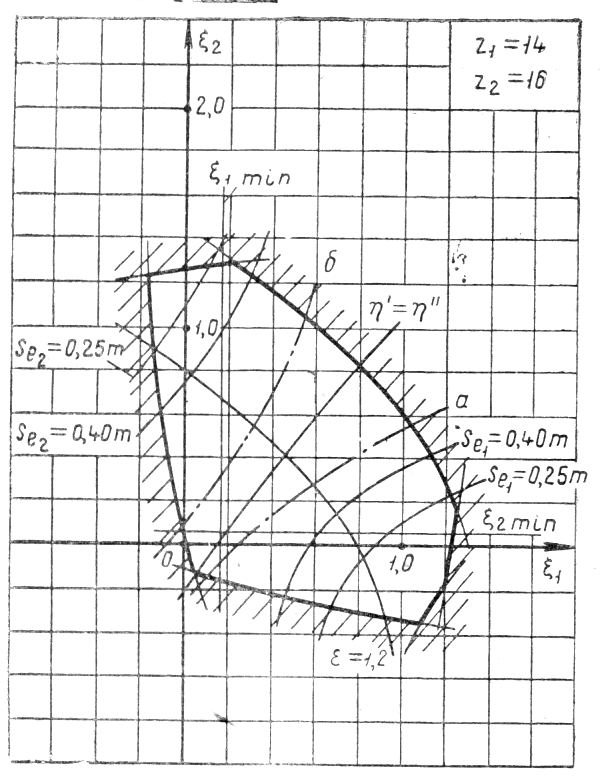 ξ2
z1 = 14
z2 = 16
2,0
ξ1 min
б
η' = η''
1,0
Se2 = 0,25m
a
Se2 = 0,40m
Se1 = 0,40m
Se1 = 0,25m
ξ2 min
0
1,0
ξ1
ε = 1,2